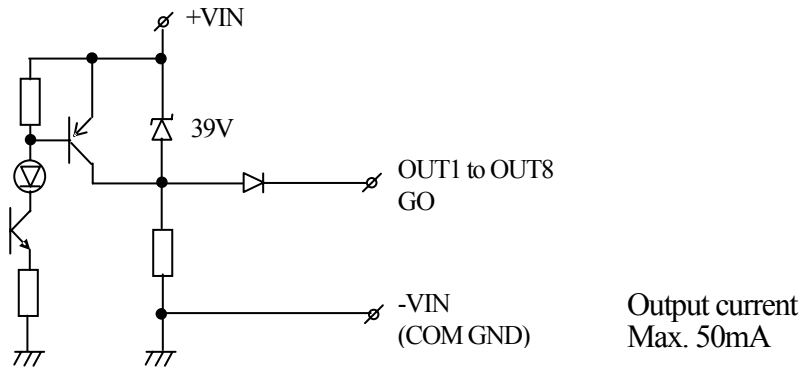 +VIN
39V
OUT1 to OUT8
GO
-VIN
(COM GND)
Output current
Max. 50mA